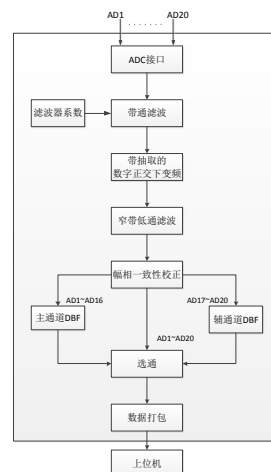 AD1 ······· AD20
ADC接口
滤波器系数
带通滤波
带抽取的
数字正交下变频
窄带低通滤波
幅相一致性校正
AD1~AD16
AD17~AD20
主通道DBF
辅通道DBF
AD1~AD20
选通
数据打包
上位机